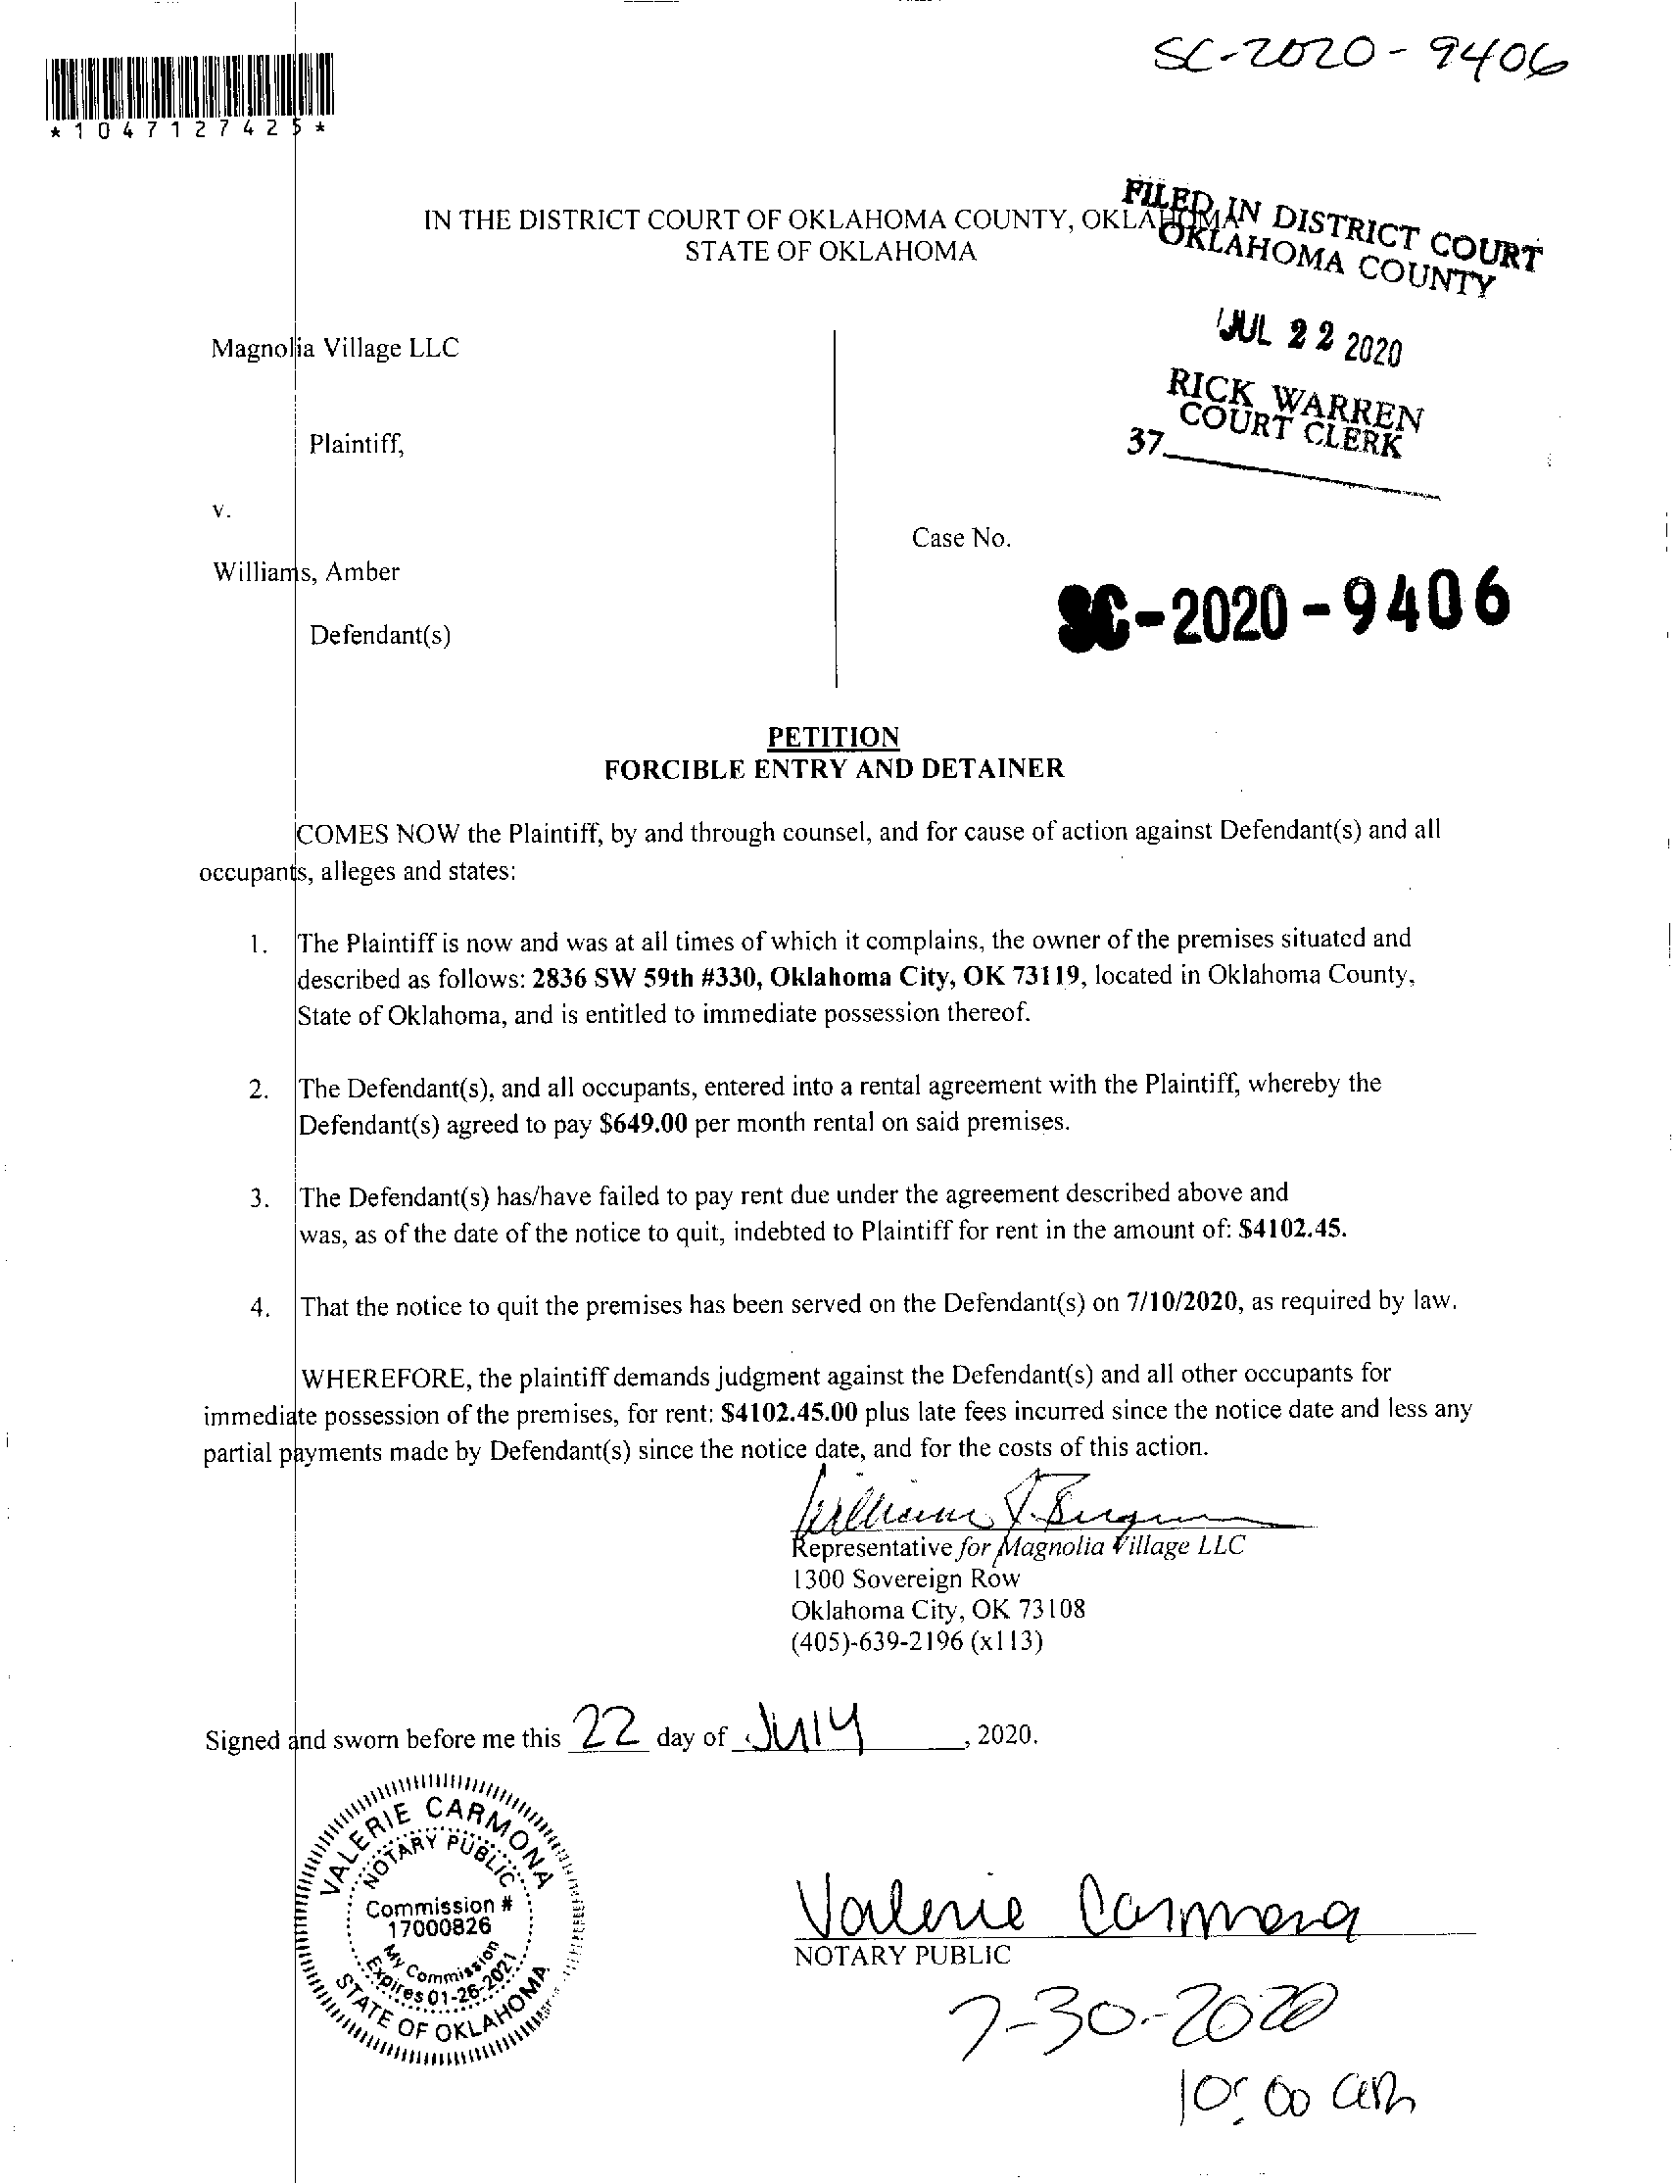 SC-2020-9406
*1047127425*
FILED IN DISTRICT COURT
OKLAHOMA COUNTY
IN THE DISTRICT COURT OF OKLAHOMA COUNTY, OKLAHOMA
STATE OF OKLAHOMA
JUL 22 2020
RICK WARREN
COURT CLERK
37
Magnolia Village LLC
Plaintiff,
v.
Williams, Amber
Defendant(s)
Case No.
SC-2020-9406
PETITION
FORCIBLE ENTRY AND DETAINER
COMES NOW the Plaintiff, by and through counsel, and for cause of action against Defendant(s) and all
occupants, alleges and states:
1. The Plaintiff is now and was at all times of which it complains, the owner of the premises situated and
described as follows: 2836 SW 59th #330, Oklahoma City, OK 73119, located in Oklahoma County,
State of Oklahoma, and is entitled to immediate possession thereof.
2. The Defendant(s), and all occupants, entered into a rental agreement with the Plaintiff, whereby the
Defendant(s) agreed to pay $649.00 per month rental on said premises.
3. The Defendant(s) has/have failed to pay rent due under the agreement described above and
was, as of the date of the notice to quit, indebted to Plaintiff for rent in the amount of: $4102.45.
4. That the notice to quit the premises has been served on the Defendant(s) on 7/10/2020, as required by law.
WHEREFORE, the plaintiff demands judgment against the Defendant(s) and all other occupants for
immediate possession of the premises, for rent: $4102.45.00 plus late fees incurred since the notice date and less any
partial payments made by Defendant(s) since the notice date, and for the costs of this action.
Representative for Magnolia Village LLC
1300 Sovereign Row
Oklahoma City, OK 73108
(405)-639-2196 (x113)
Signed and sworn before me this 22 day of July, 2020.
VALERIE CARMONA
NOTARY PUBLIC
Commission #
17000826
My Commission
Expires 01-26-2021
STATE OF OKLAHOMA
Valerie Carmona
NOTARY PUBLIC
7-30-2020
10:00 am